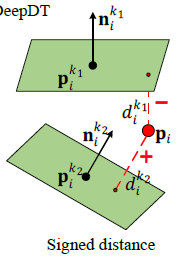 DeepDT
n_i^{k_1}
p_i^{k_1}
d_i^{k_1}
−
p_i
n_i^{k_2}
+
p_i^{k_2}
d_i^{k_2}
Signed distance